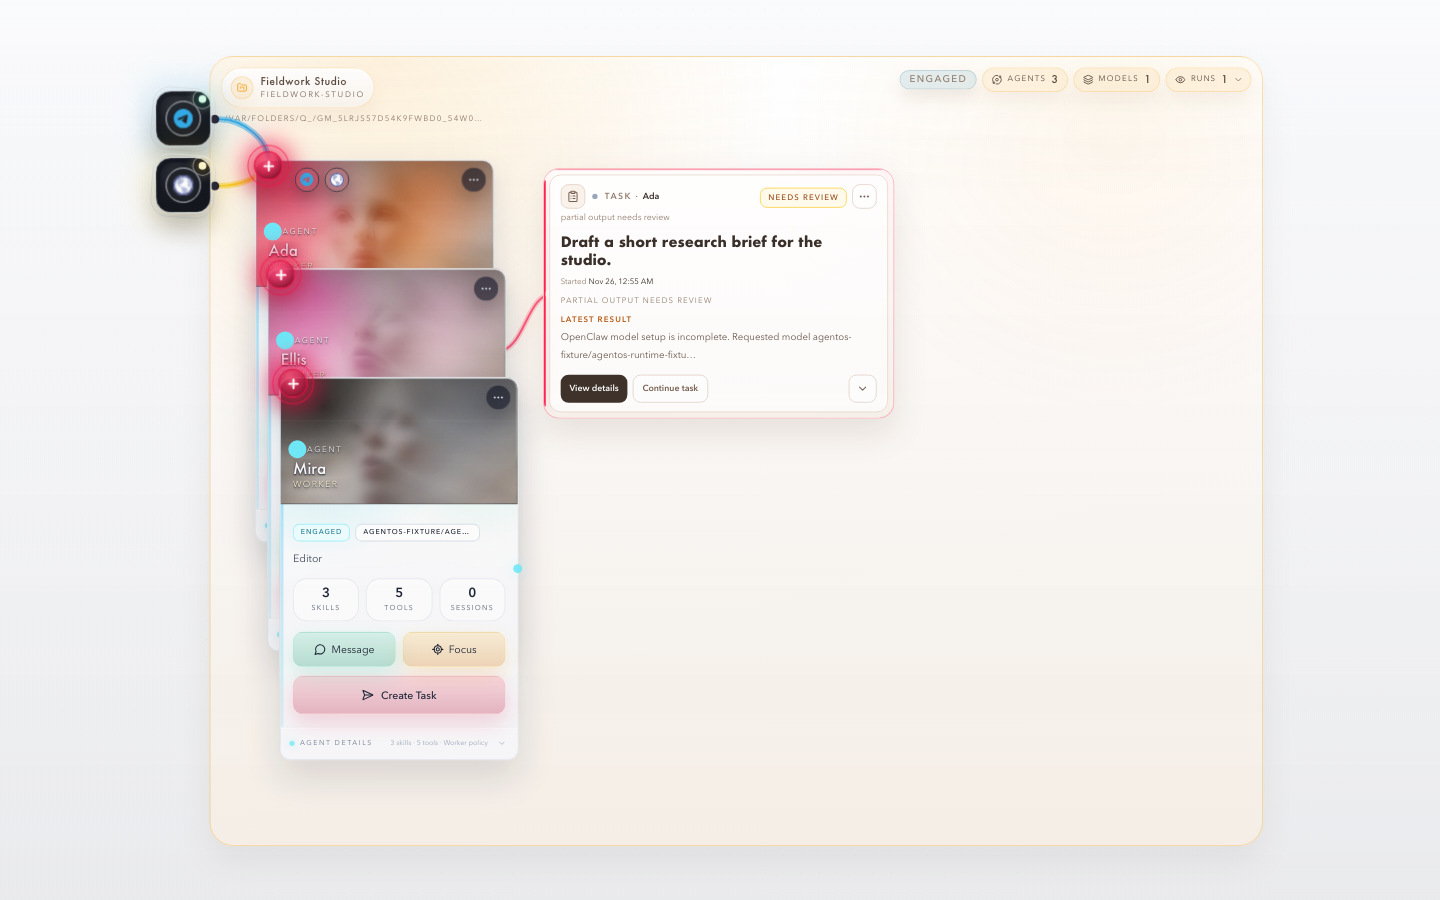 Fieldwork Studio
FIELDWORK-STUDIO
ENGAGED
AGENTS 3
MODELS 1
RUNS 1
/VAR/FOLDERS/Q_/GM_5LRJS57D54K9FWBD0_54W0...
AGENT
Ada
AGENT
Ellis
AGENT
Mira
WORKER
ENGAGED
AGENTOS-FIXTURE/AGE...
Editor
3
SKILLS
5
TOOLS
0
SESSIONS
Message
Focus
Create Task
AGENT DETAILS
3 skills · 5 tools · Worker policy
TASK · Ada
NEEDS REVIEW
partial output needs review
Draft a short research brief for the
studio.
Started Nov 26, 12:55 AM
PARTIAL OUTPUT NEEDS REVIEW
LATEST RESULT
OpenClaw model setup is incomplete. Requested model agentos-
fixture/agentos-runtime-fixtu...
View details
Continue task